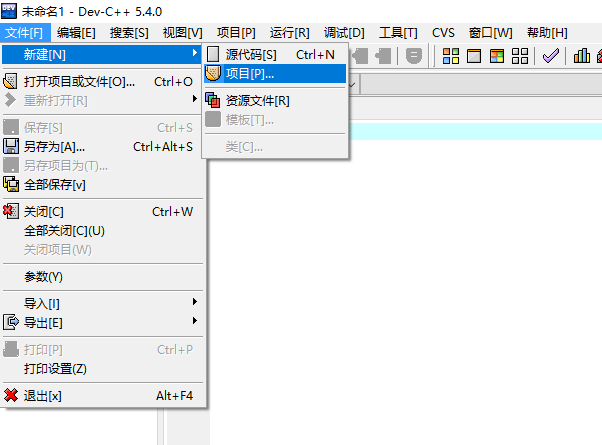 未命名1 - Dev-C++ 5.4.0
文件[F] 编辑[E] 搜索[S] 视图[V] 项目[P] 运行[R] 调试[D] 工具[T] CVS 窗口[W] 帮助[H]
新建[N]
源代码[S] Ctrl+N
项目[P]...
资源文件[R]
模板[T]...
类[C]...
打开项目或文件[O]... Ctrl+O
重新打开[R]
保存[S] Ctrl+S
另存为[A]... Ctrl+Alt+S
另存项目为(T)...
全部保存[v]
关闭[C] Ctrl+W
全部关闭[C](U)
关闭项目(W)
参数(Y)
导入[I]
导出[E]
打印[P] Ctrl+P
打印设置(Z)
退出[x] Alt+F4